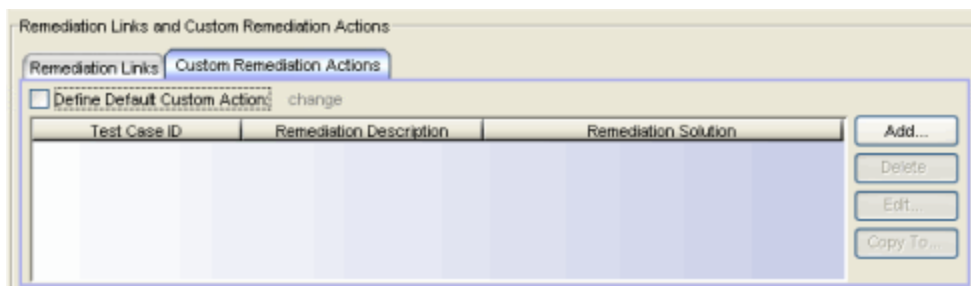 Remediation Links and Custom Remediation Actions
Remediation Links Custom Remediation Actions
Define Default Custom Action: change
Test Case ID Remediation Description Remediation Solution Add...
Delete
Edit...
Copy To...